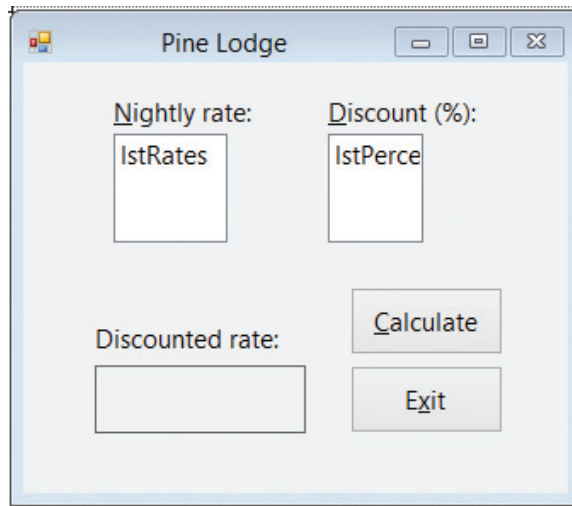 Pine Lodge
Nightly rate: Discount (%):
lstRates lstPerce
Calculate
Discounted rate:
Exit